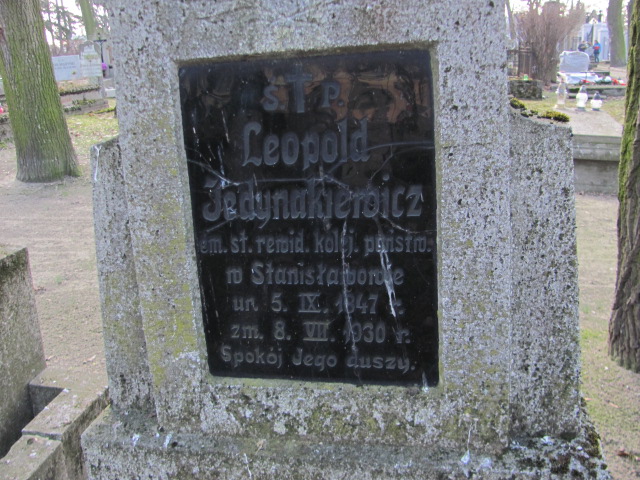 Ś. † P.
Leopold
Jedynakiewicz
em. st. rewid. kolej. państw.
w Stanisławowie
ur. 5. IX. 1847 r.
zm. 8. VII. 1930 r.
Spokój Jego duszy.